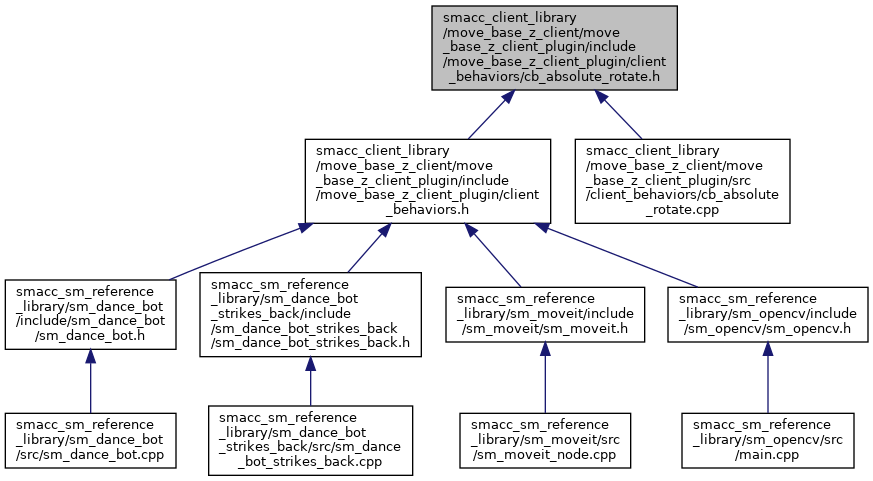 smacc_client_library
/move_base_z_client/move
_base_z_client_plugin/include
/move_base_z_client_plugin/client
_behaviors/cb_absolute_rotate.h
smacc_client_library
/move_base_z_client/move
_base_z_client_plugin/include
/move_base_z_client_plugin/client
_behaviors.h
smacc_client_library
/move_base_z_client/move
_base_z_client_plugin/src
/client_behaviors/cb_absolute
_rotate.cpp
smacc_sm_reference
_library/sm_dance_bot
/include/sm_dance_bot
/sm_dance_bot.h
smacc_sm_reference
_library/sm_dance_bot
_strikes_back/include
/sm_dance_bot_strikes_back
/sm_dance_bot_strikes_back.h
smacc_sm_reference
_library/sm_moveit/include
/sm_moveit/sm_moveit.h
smacc_sm_reference
_library/sm_opencv/include
/sm_opencv/sm_opencv.h
smacc_sm_reference
_library/sm_dance_bot
/src/sm_dance_bot.cpp
smacc_sm_reference
_library/sm_dance_bot
_strikes_back/src/sm_dance
_bot_strikes_back.cpp
smacc_sm_reference
_library/sm_moveit/src
/sm_moveit_node.cpp
smacc_sm_reference
_library/sm_opencv/src
/main.cpp